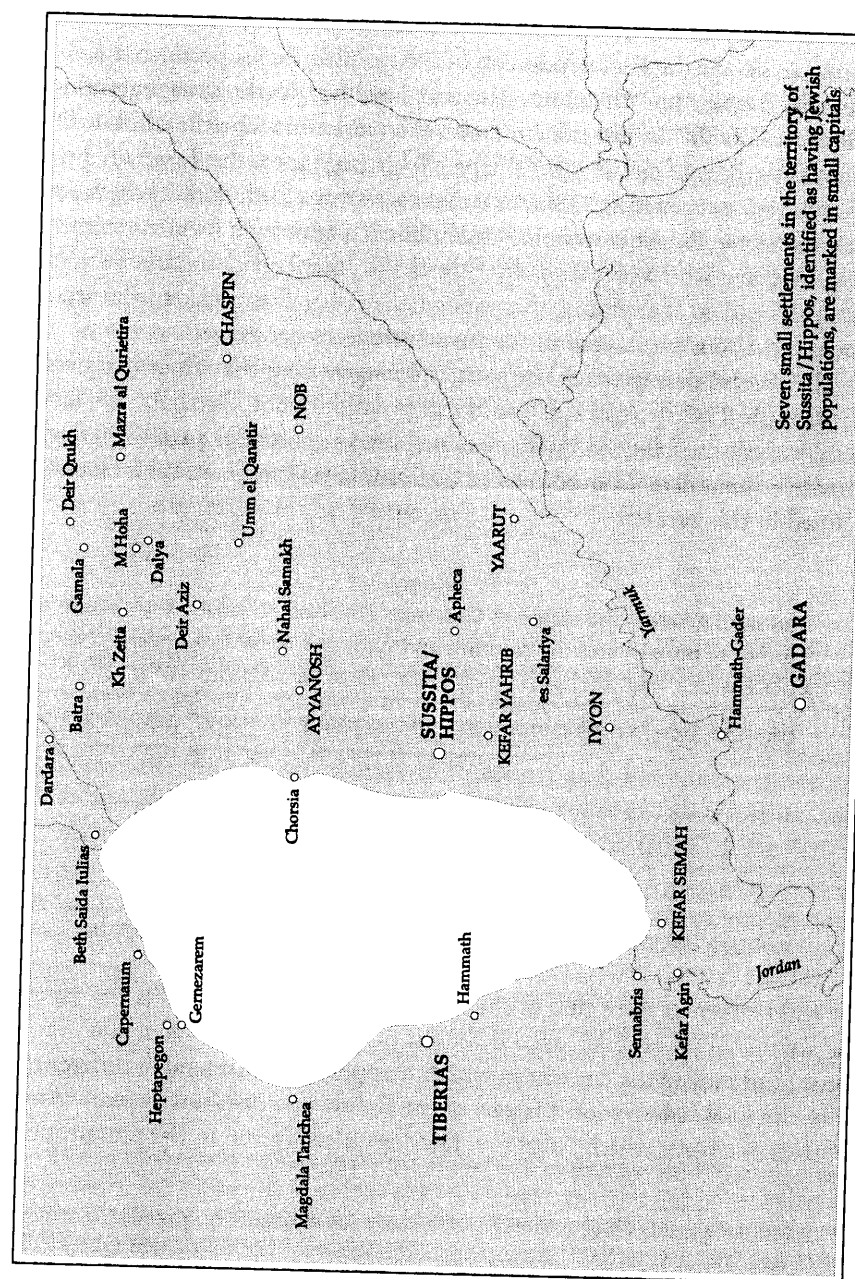 Dardara
Beth Saida Iulias
Batra
Gamala
Deir Qrukh
Capernaum
Kh Zeita
M Hoha
Mazra al Qurietira
Heptapegon
Gernezarem
Dalya
Deir Aziz
CHASPIN
Umm el Qanatir
Magdala Tarichea
Chorsia
AYYANOSH
Nahal Samakh
NOB
TIBERIAS
Hammath
SUSSITA/
HIPPOS
Apheca
KEFAR YAHRIB
YAARUT
es Salariya
IYYON
Sennabris
KEFAR SEMAH
Kefar Agin
Yarmuk
Hammath-Gader
Jordan
GADARA
Seven small settlements in the territory of
Sussita/Hippos, identified as having Jewish
populations, are marked in small capitals